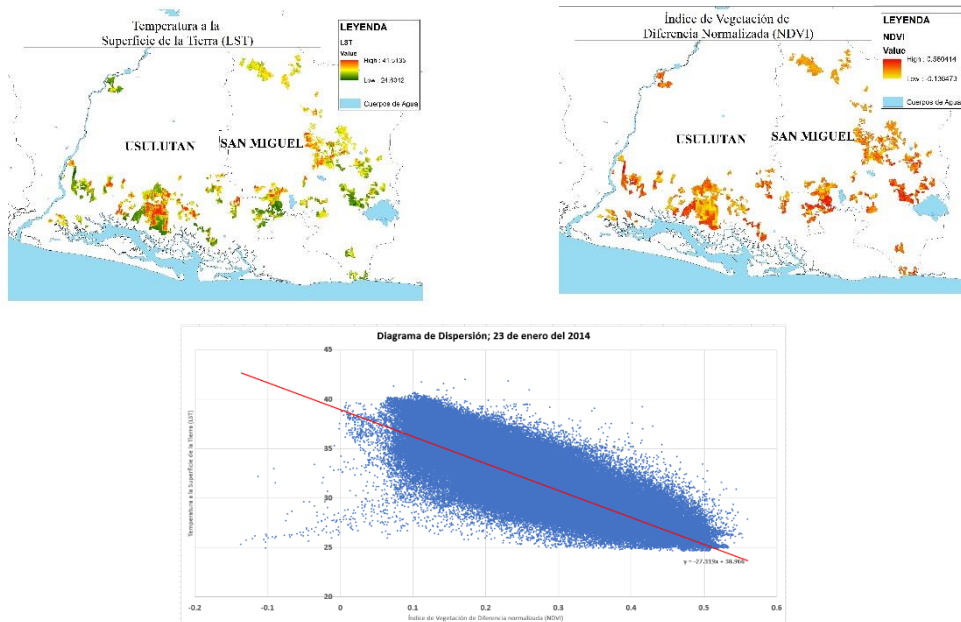 Temperatura a la
Superficie de la Tierra (LST)
LEYENDA
LST
Value
Cuerpos de Agua
USULUTAN
SAN MIGUEL
Índice de Vegetación de
Diferencia Normalizada (NDVI)
LEYENDA
NDVI
Value
Cuerpos de Agua
USULUTAN
SAN MIGUEL
Diagrama de Dispersión; 23 de enero del 2014
Temperatura a la Superficie de la Tierra (LST)
45
40
35
30
25
20
-0.2
-0.1
0
0.1
0.2
0.3
0.4
0.5
0.6
Índice de Vegetación de Diferencia normalizada (NDVI)